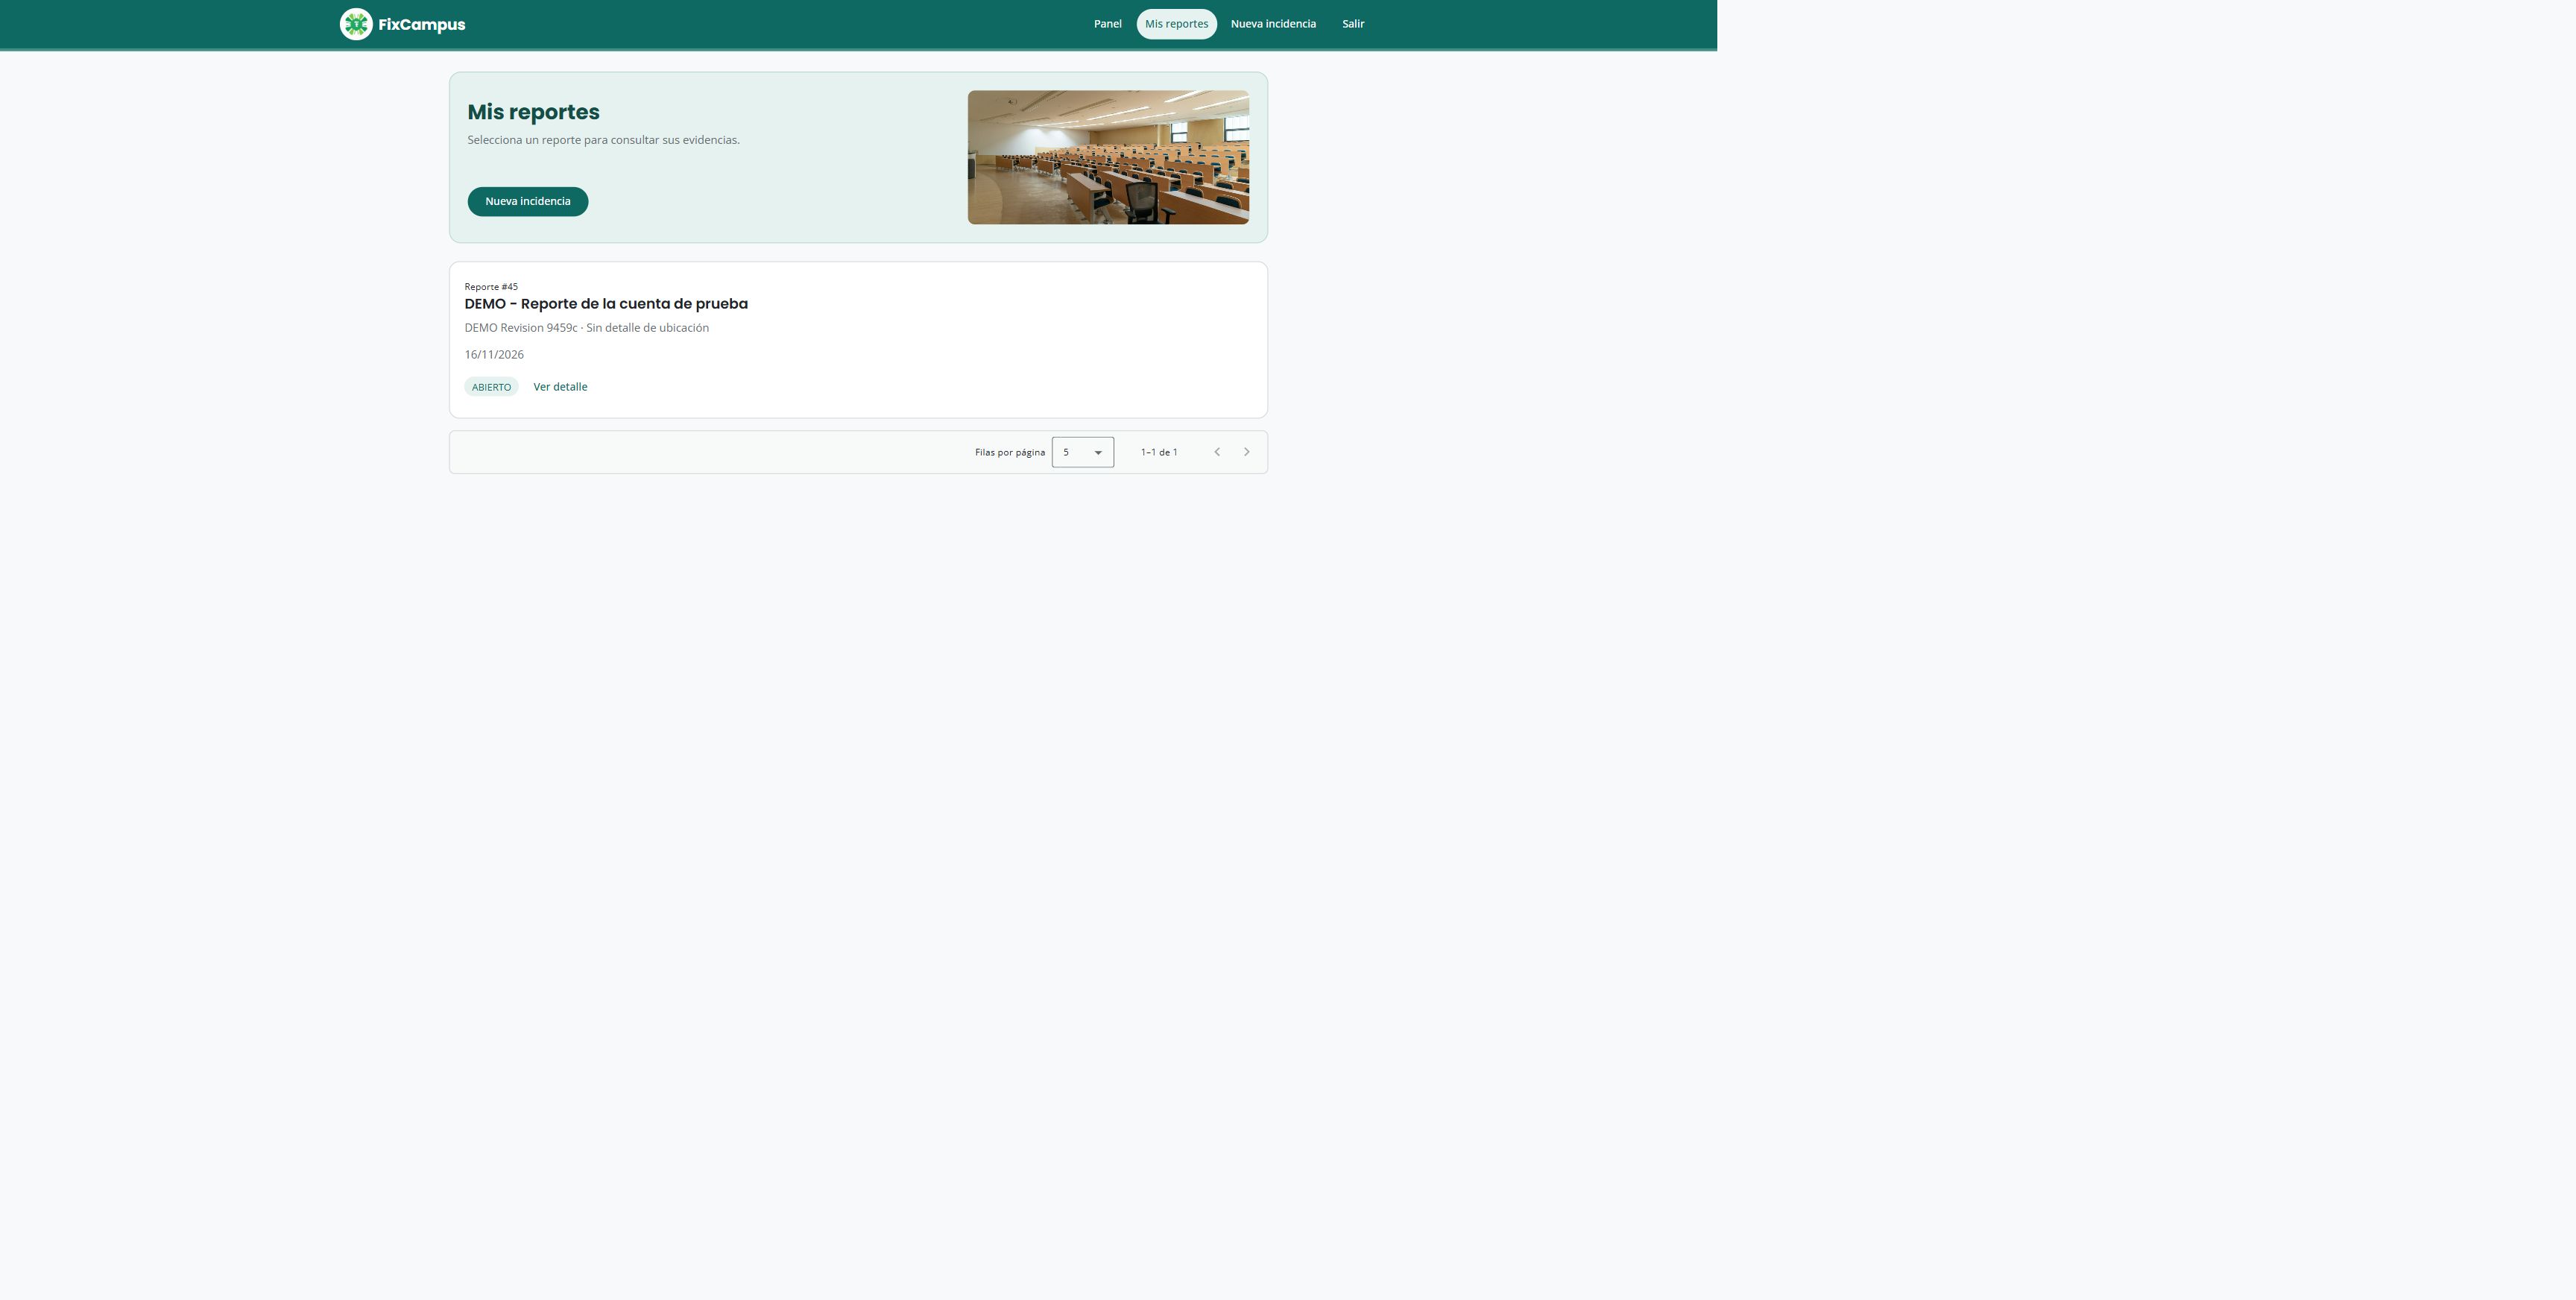 FixCampus
Panel
Mis reportes
Nueva incidencia
Salir
Mis reportes
Selecciona un reporte para consultar sus evidencias.
Nueva incidencia
Reporte #45
DEMO - Reporte de la cuenta de prueba
DEMO Revision 9459c · Sin detalle de ubicación
16/11/2026
ABIERTO
Ver detalle
Filas por página
5
1–1 de 1